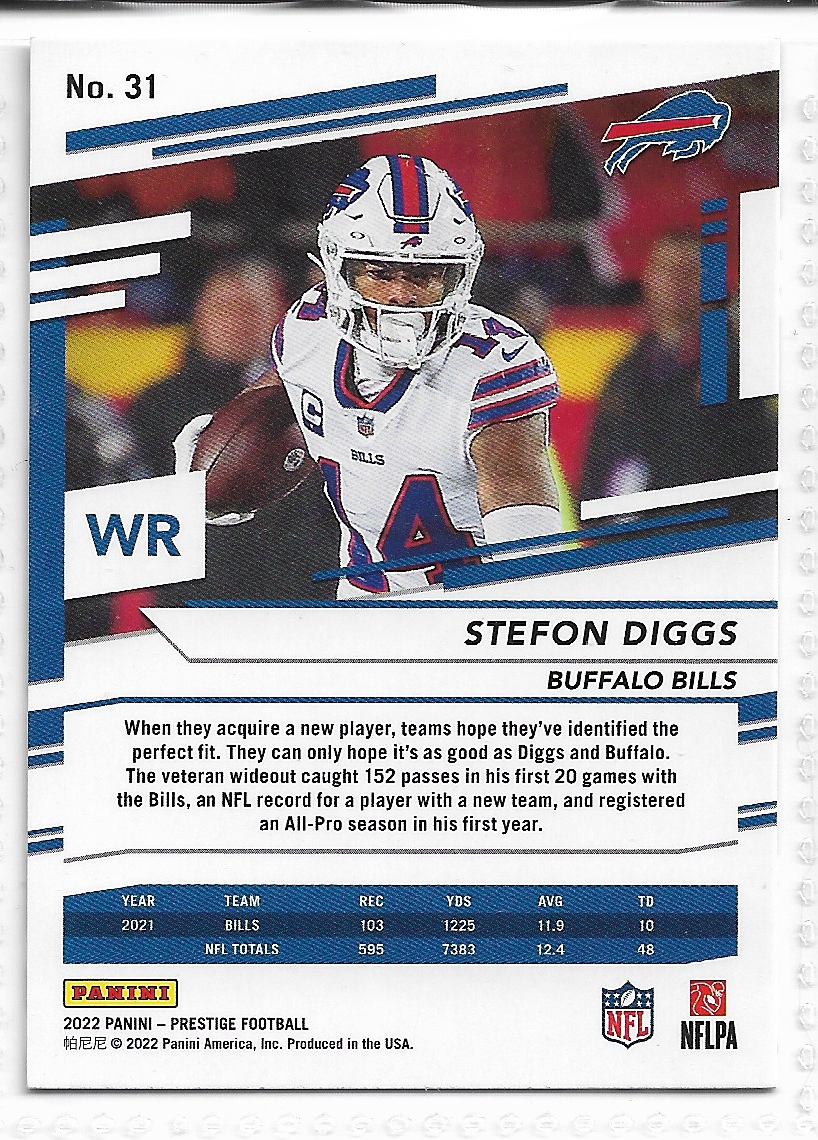 No. 31
14
C
BILLS
14
WR
STEFON DIGGS
BUFFALO BILLS
When they acquire a new player, teams hope they've identified the
perfect fit. They can only hope it's as good as Diggs and Buffalo.
The veteran wideout caught 152 passes in his first 20 games with
the Bills, an NFL record for a player with a new team, and registered
an All-Pro season in his first year.
YEAR TEAM REC YDS AVG TD
2021 BILLS 103 1225 11.9 10
NFL TOTALS 595 7383 12.4 48
PANINI
2022 PANINI – PRESTIGE FOOTBALL
帕尼尼 © 2022 Panini America, Inc. Produced in the USA.
NFL
NFLPA